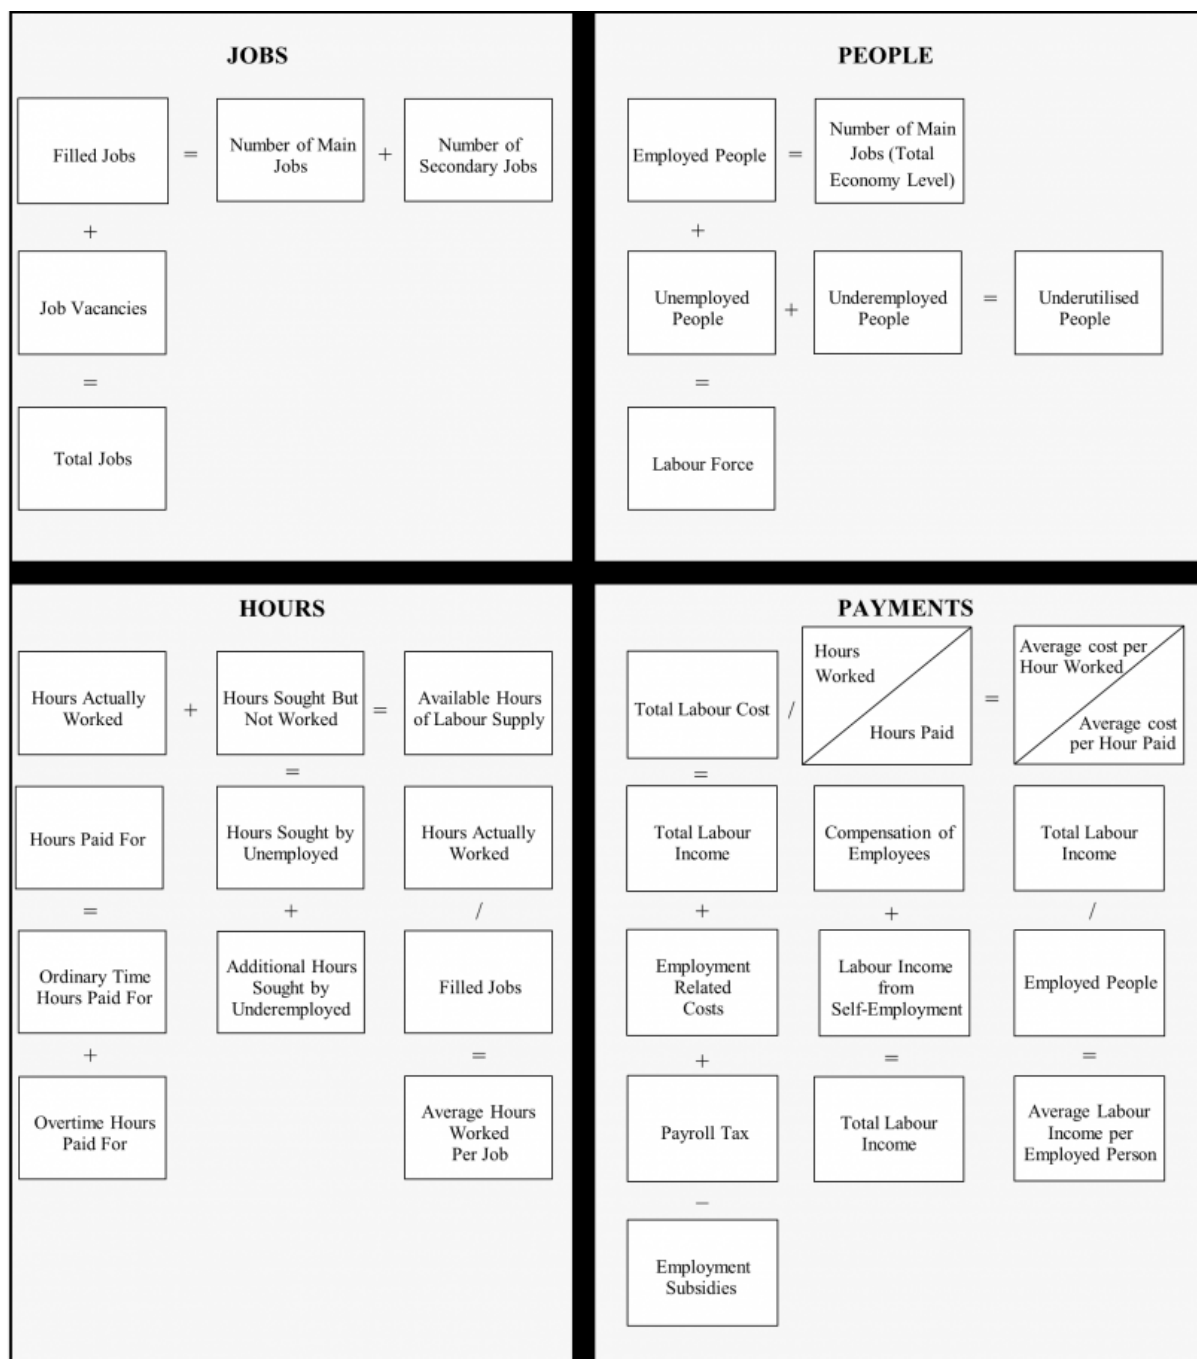 JOBS
Filled Jobs
=
Number of Main
Jobs
+
Number of
Secondary Jobs
+
Job Vacancies
=
Total Jobs
PEOPLE
Employed People
=
Number of Main
Jobs (Total
Economy Level)
+
Unemployed
People
+
Underemployed
People
=
Underutilised
People
=
Labour Force
HOURS
Hours Actually
Worked
+
Hours Sought But
Not Worked
=
Available Hours
of Labour Supply
=
Hours Paid For
Hours Sought by
Unemployed
Hours Actually
Worked
=
+
/
Ordinary Time
Hours Paid For
Additional Hours
Sought by
Underemployed
Filled Jobs
+
=
Overtime Hours
Paid For
Average Hours
Worked
Per Job
PAYMENTS
Total Labour Cost
/
Hours
Worked
Hours Paid
=
Average cost per
Hour Worked
Average cost
per Hour Paid
=
Total Labour
Income
Compensation of
Employees
Total Labour
Income
+
+
/
Employment
Related
Costs
Labour Income
from
Self-Employment
Employed People
+
=
=
Payroll Tax
Total Labour
Income
Average Labour
Income per
Employed Person
–
Employment
Subsidies